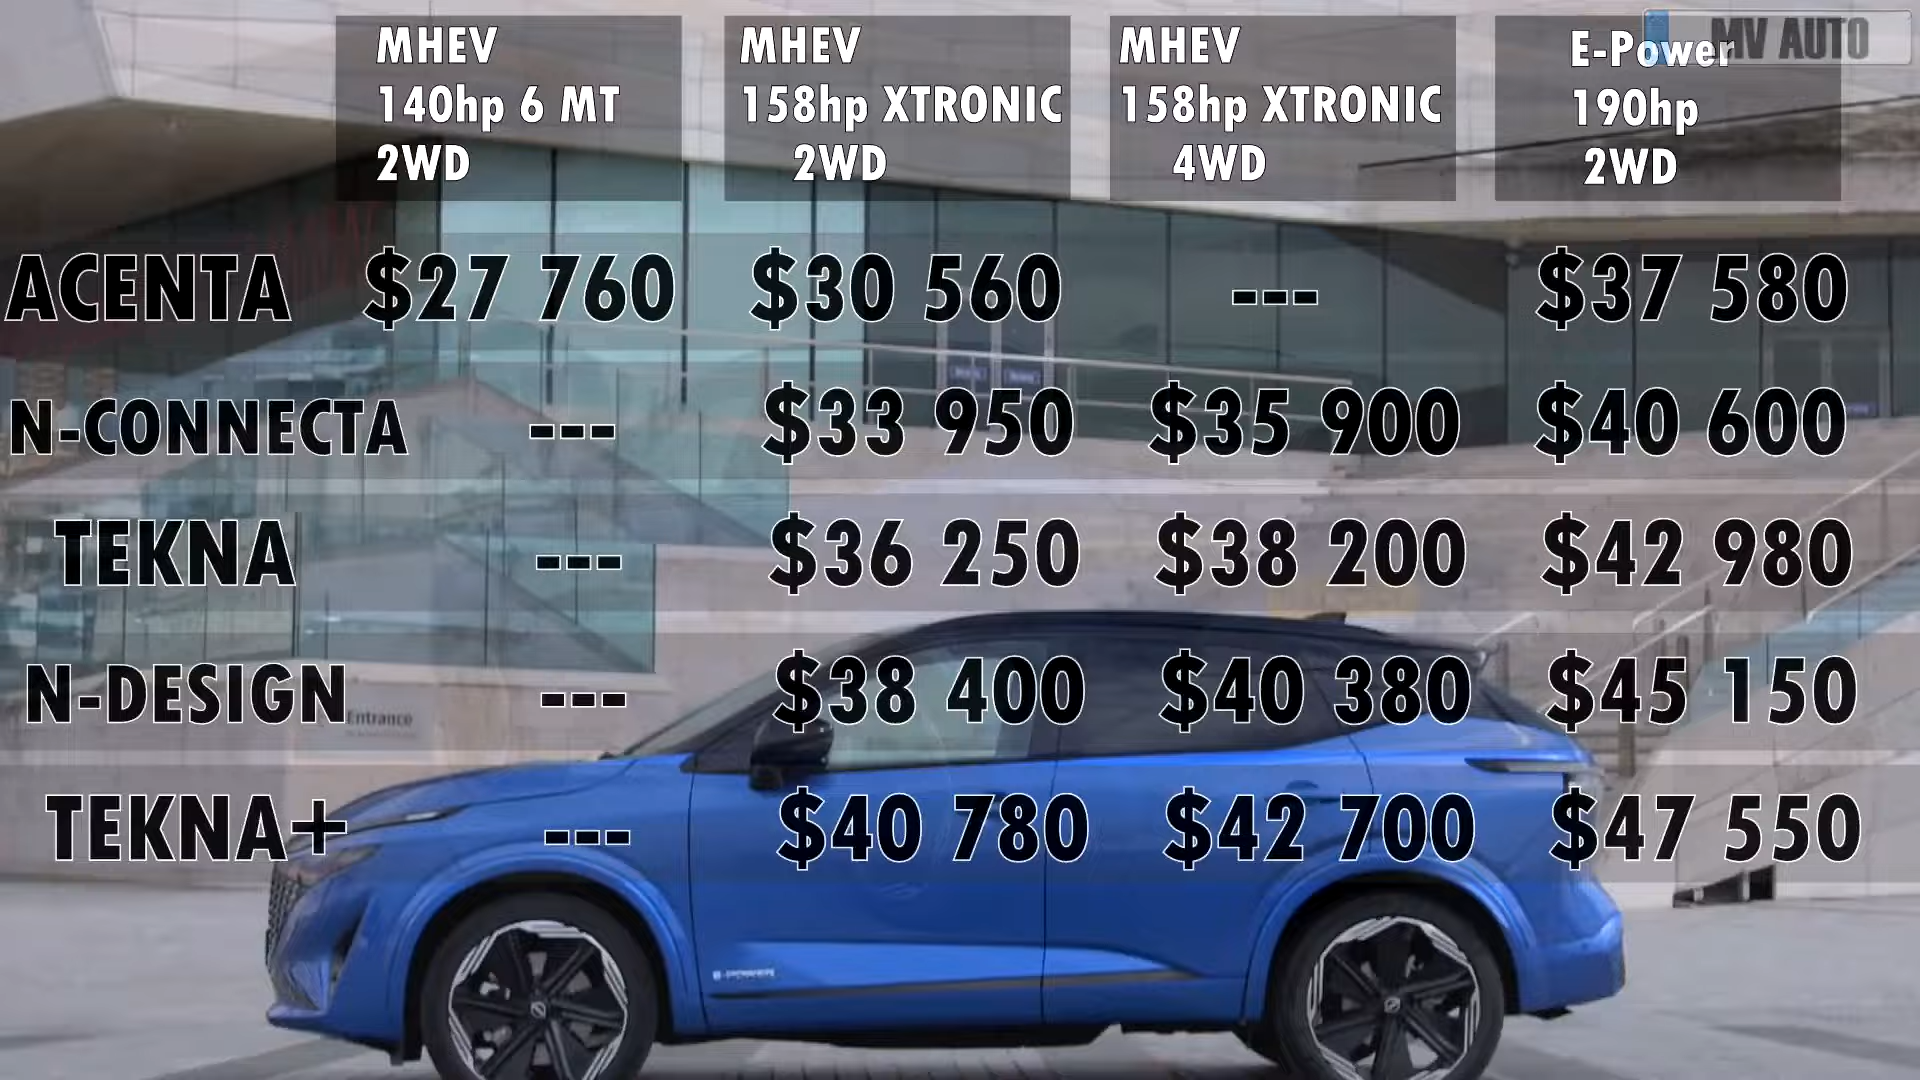 MHEV
140hp 6 MT
2WD
MHEV
158hp XTRONIC
2WD
MHEV
158hp XTRONIC
4WD
E-Power
190hp
2WD
MV AUTO
ACENTA $27 760 $30 560 --- $37 580
N-CONNECTA --- $33 950 $35 900 $40 600
TEKNA --- $36 250 $38 200 $42 980
N-DESIGN --- $38 400 $40 380 $45 150
Entrance
TEKNA+ --- $40 780 $42 700 $47 550
e-POWER